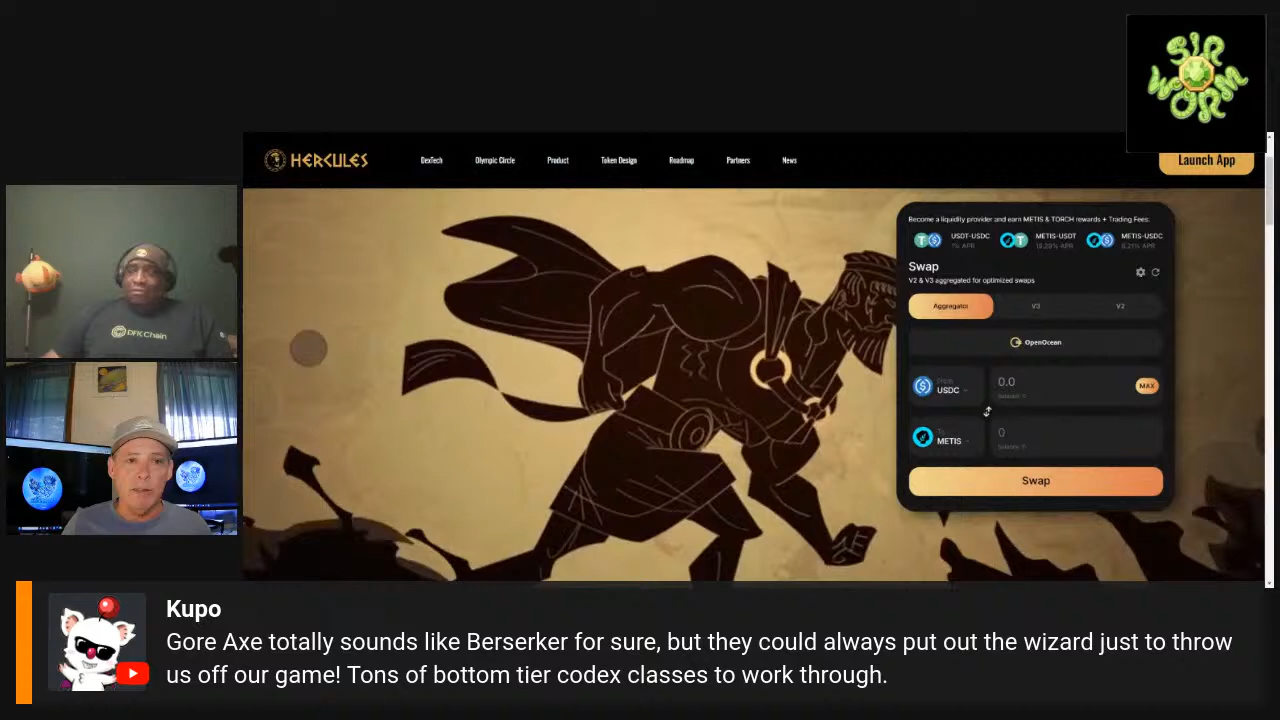 SIR
WORM
HERCULES
DexTech
Olympic Circle
Product
Token Design
Roadmap
Partners
News
Launch App
Become a liquidity provider and earn METIS & TORCH rewards + Trading Fees:
USDT-USDC
1% APR
METIS-USDT
METIS-USDC
Swap
V2 & V3 aggregated for optimized swaps
Aggregator
V3
V2
OpenOcean
From
USDC
0.0
MAX
To
METIS
0
Swap
DFK Chain
Kupo
Gore Axe totally sounds like Berserker for sure, but they could always put out the wizard just to throw
us off our game! Tons of bottom tier codex classes to work through.